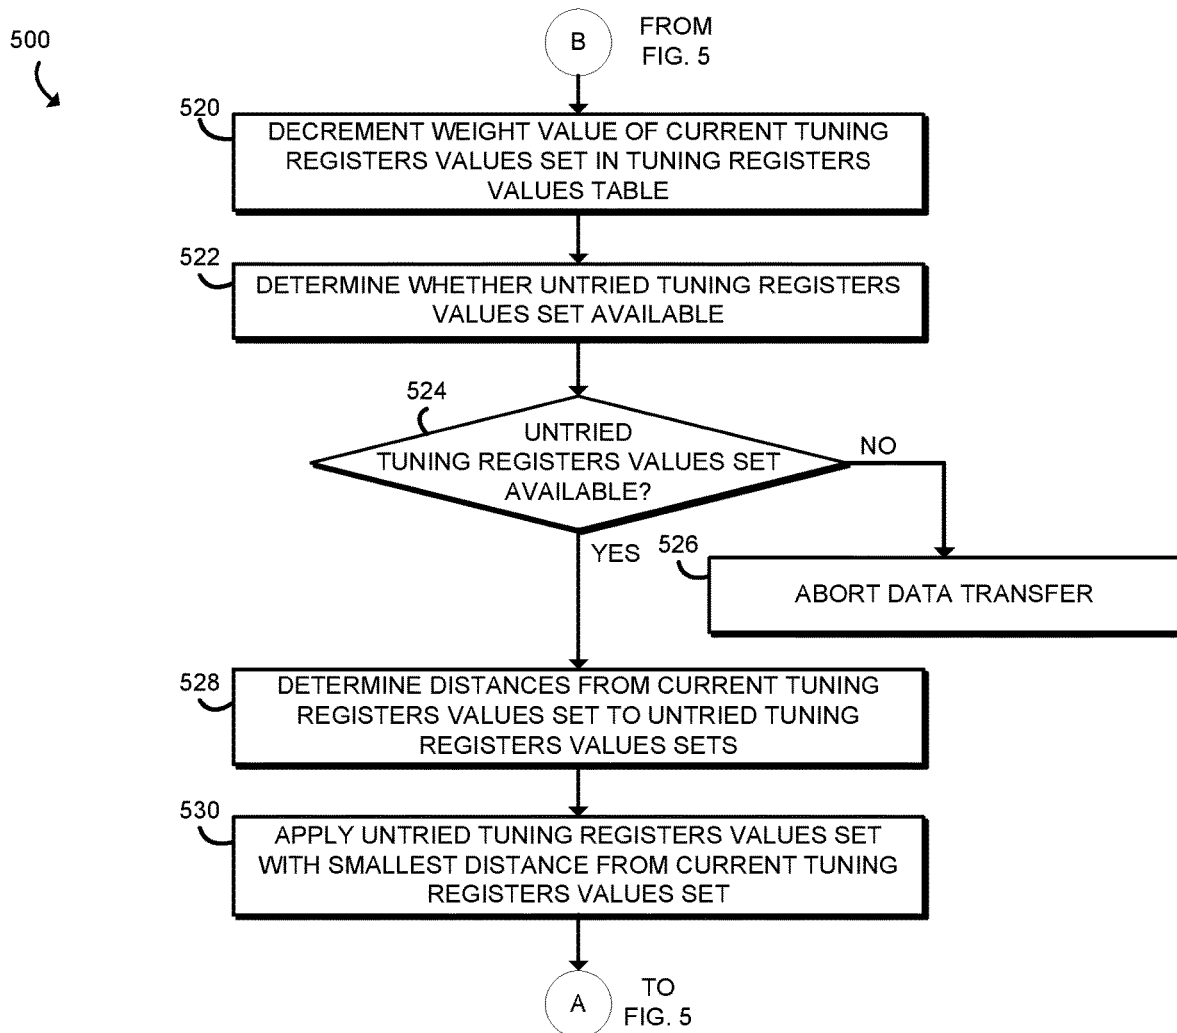 500
B
FROM
FIG. 5
520
DECREMENT WEIGHT VALUE OF CURRENT TUNING
REGISTERS VALUES SET IN TUNING REGISTERS
VALUES TABLE
522
DETERMINE WHETHER UNTRIED TUNING REGISTERS
VALUES SET AVAILABLE
524
UNTRIED
TUNING REGISTERS VALUES SET
AVAILABLE?
NO
YES
526
ABORT DATA TRANSFER
528
DETERMINE DISTANCES FROM CURRENT TUNING
REGISTERS VALUES SET TO UNTRIED TUNING
REGISTERS VALUES SETS
530
APPLY UNTRIED TUNING REGISTERS VALUES SET
WITH SMALLEST DISTANCE FROM CURRENT TUNING
REGISTERS VALUES SET
A
TO
FIG. 5